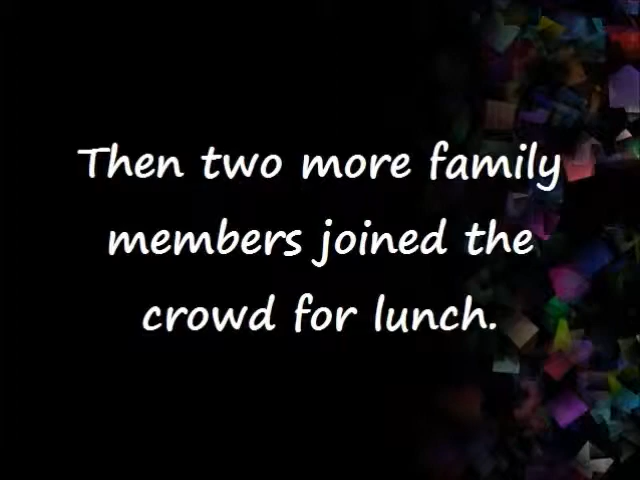 Then two more family
members joined the
crowd for lunch.